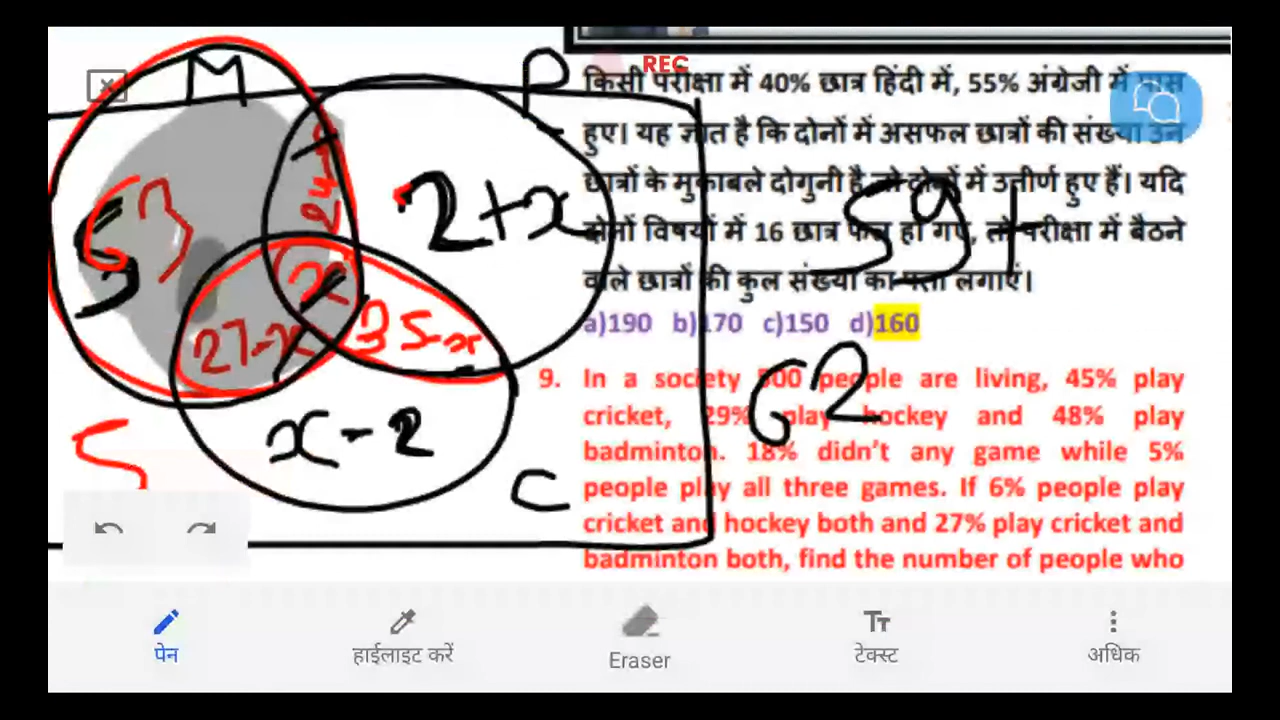 REC
किसी परीक्षा में 40% छात्र हिंदी में, 55% अंग्रेजी में पास
हुए। यह ज्ञात है कि दोनों में असफल छात्रों की संख्या उन
छात्रों के मुकाबले दोगुनी है, जो दोनों में उत्तीर्ण हुए हैं। यदि
दोनों विषयों में 16 छात्र फेल हो गए, तो परीक्षा में बैठने
वाले छात्रों की कुल संख्या का पता लगाएं।
a)190 b)170 c)150 d)160
9. In a society 800 people are living, 45% play
cricket, 29% play hockey and 48% play
badminton. 18% didn't any game while 5%
people play all three games. If 6% people play
cricket and hockey both and 27% play cricket and
badminton both, find the number of people who
M
P
53
2+x
x
27-x
35-x
x-2
C
5
59+
62
पेन
हाईलाइट करें
Eraser
टेक्स्ट
अधिक